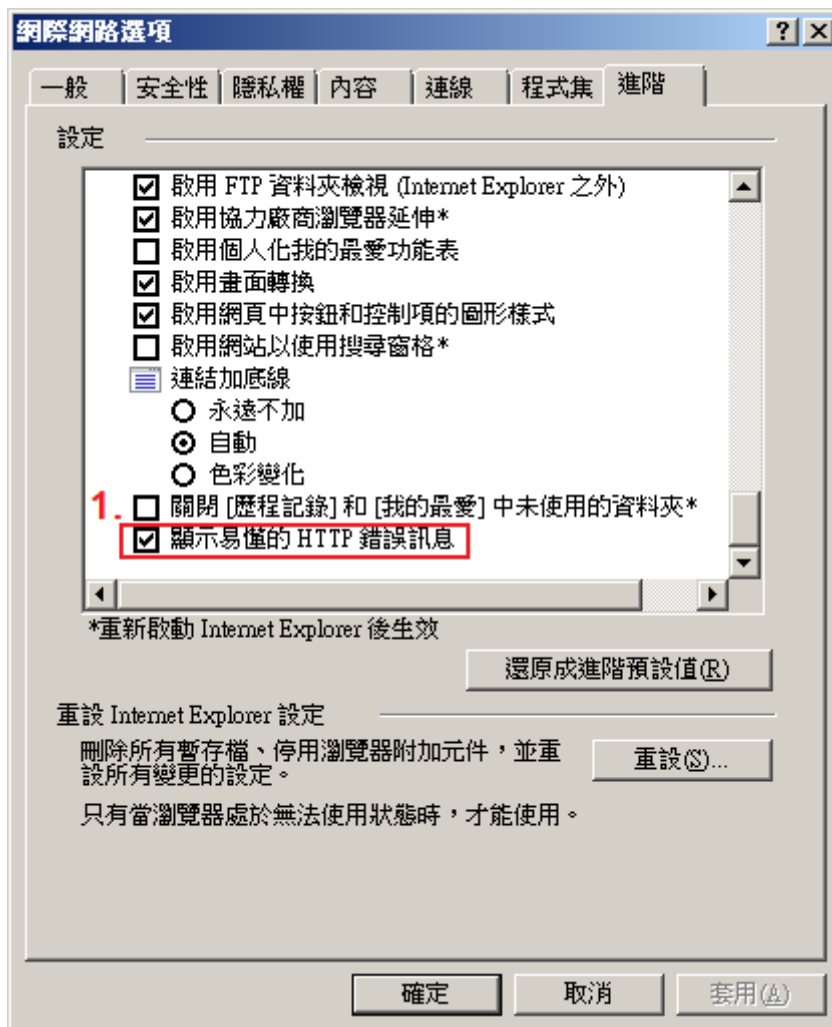 網際網路選項
一般 安全性 隱私權 內容 連線 程式集 進階
設定
啟用 FTP 資料夾檢視 (Internet Explorer 之外)
啟用協力廠商瀏覽器延伸*
啟用個人化我的最愛功能表
啟用畫面轉換
啟用網頁中按鈕和控制項的圖形樣式
啟用網站以使用搜尋窗格*
連結加底線
永遠不加
自動
色彩變化
1. 關閉 [歷程記錄] 和 [我的最愛] 中未使用的資料夾*
顯示易懂的 HTTP 錯誤訊息
*重新啟動 Internet Explorer 後生效
還原成進階預設值(R)
重設 Internet Explorer 設定
刪除所有暫存檔、停用瀏覽器附加元件，並重
設所有變更的設定。
重設(S)...
只有當瀏覽器處於無法使用狀態時，才能使用。
確定 取消 套用(A)